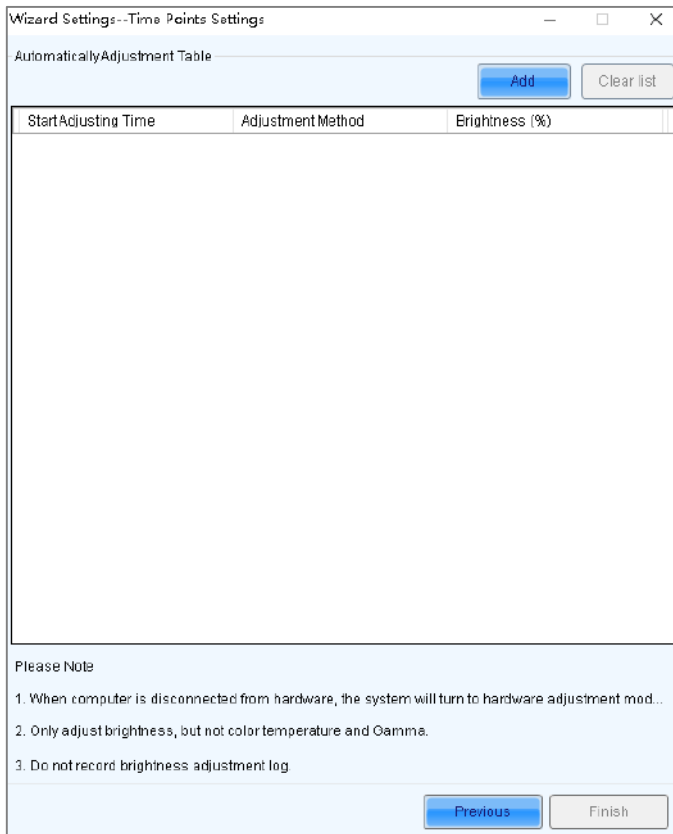 Wizard Settings--Time Points Settings
AutomaticallyAdjustment Table
Add
Clear list
StartAdjusting Time
Adjustment Method
Brightness (%)
Please Note
1. When computer is disconnected from hardware, the system will turn to hardware adjustment mod...
2. Only adjust brightness, but not color temperature and Gamma.
3. Do not record brightness adjustment log.
Previous
Finish